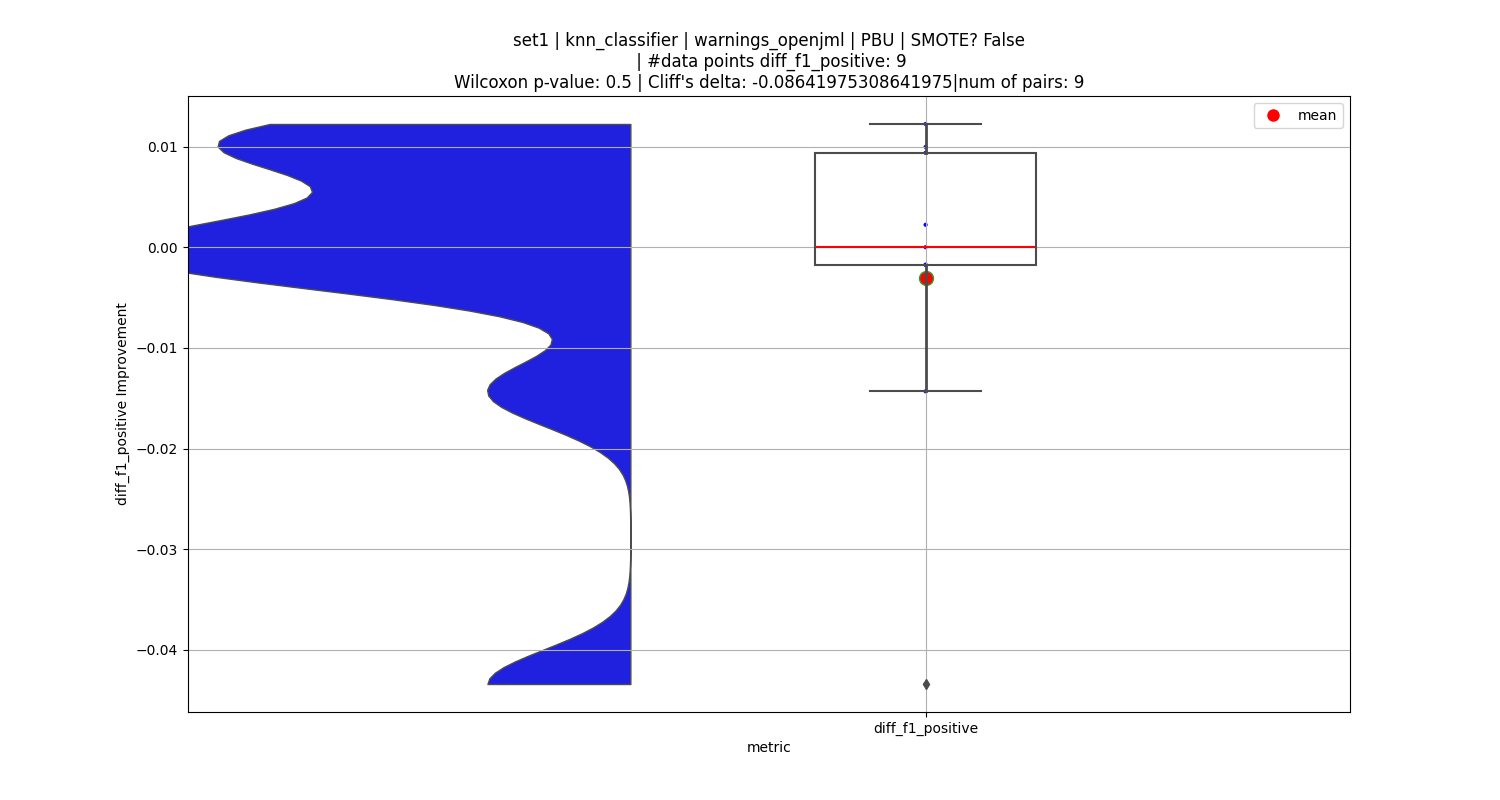 set1 | knn_classifier | warnings_openjml | PBU | SMOTE? False
| #data points diff_f1_positive: 9
Wilcoxon p-value: 0.5 | Cliff's delta: -0.08641975308641975|num of pairs: 9
mean
0.01
0.00
−0.01
−0.02
−0.03
−0.04
diff_f1_positive Improvement
diff_f1_positive
metric